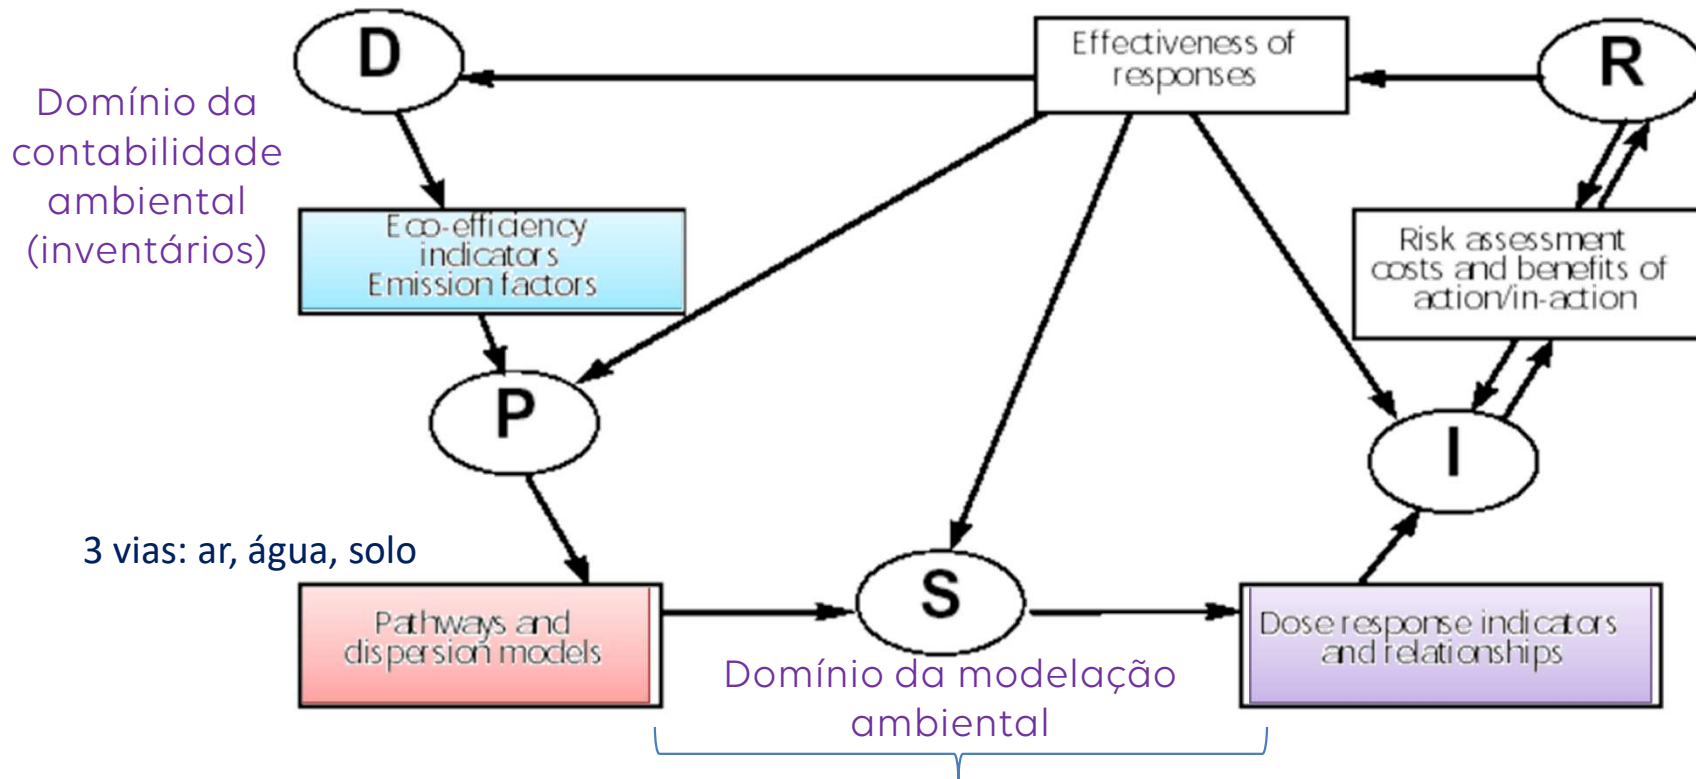 D
Effectiveness of
responses
R
Domínio da
contabilidade
ambiental
(inventários)
Eco-efficiency
indicators
Emission factors
Risk assessment
costs and benefits of
action/in-action
P
I
3 vias: ar, água, solo
S
Pathways and
dispersion models
Dose response indicators
and relationships
Domínio da modelação
ambiental